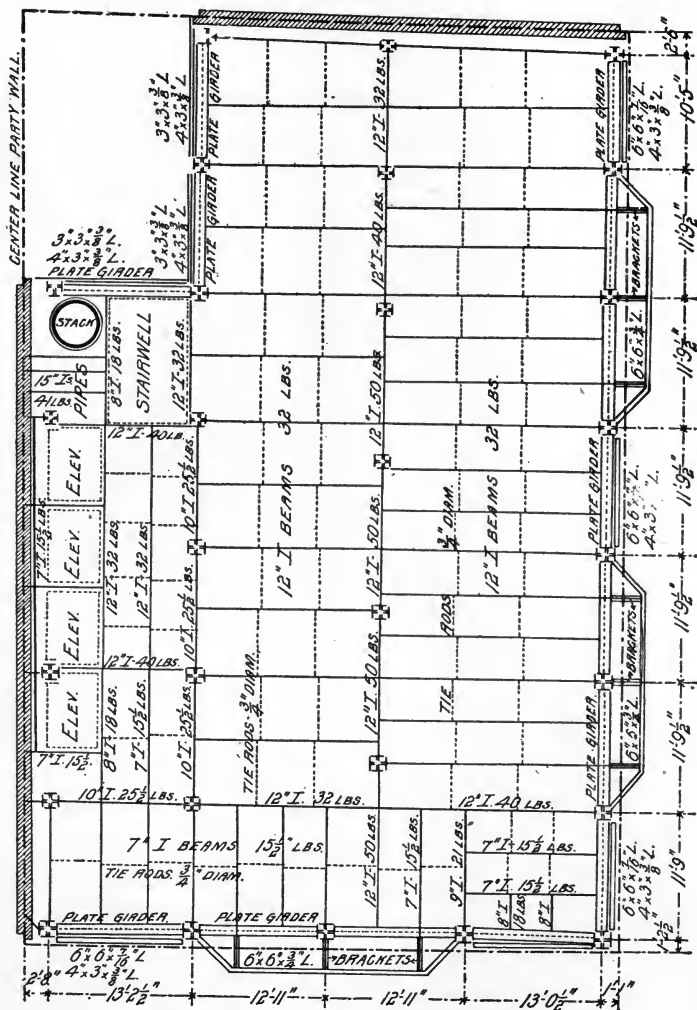 CENTER LINE PARTY WALL
3"x3"x3/8" L.
4"x3"x3/8" L.
PLATE GIRDER
3"x3"x3/8" L
4"x3"x3/8" L
3"x3"x3/8" L
4"x3"x3/8" L
PLATE GIRDER
PLATE GIRDER
12" I-32 LBS.
12" I-40 LBS.
12" I-50 LBS
12" I-50 LBS.
12" I-50 LBS.
PLATE GIRDER
6"x6"x7/16" L.
4"x3"x3/8" L.
2'-6"
10'-5"
11'-9 1/2"
11'-9 1/2"
11'-9 1/2"
11'-9 1/2"
11'-9 1/2"
11'-9"
1'-2 1/2"
BRACKETS
6"x6"x3/4" L.
STACK
15" Is
41 LBS.
PIPES
8" I-18 LBS.
STAIRWELL
12" I-32 LBS.
12" I-40 LB.
ELEV.
ELEV.
ELEV.
ELEV.
7" I-15 1/2 LBS.
12" I-32 LBS.
12" I-32 LBS.
10" I-25 1/2 LBS.
10" I-25 1/2 LBS.
10" I-25 1/2 LBS.
12" I-40 LBS.
8" I-18 LBS.
7" I-15 1/2 LBS.
7" I-15 1/2
12" I BEAMS 32 LBS.
12" I BEAMS 32 LBS.
TIE RODS 3/4" DIAM.
TIE RODS 3/4" DIAM.
PLATE GIRDER
4"x3"
BRACKETS
6"x6"x3/4" L
PLATE GIRDER
10" I-25 1/2 LBS.
12" I. 32 LBS.
12" I. 40 LBS.
7" I BEAMS 15 1/2" LBS.
TIE RODS 3/4" DIAM.
12" I-50 LBS.
7" I-15 1/2 LBS.
9" I-21 LBS.
7" I-15 1/2 LBS.
7" I-15 1/2 LBS.
8" I
18 LBS
8" I
6"x6"x7/16" L
4"x3"x3/8" L.
PLATE GIRDER
PLATE GIRDER
6"x6"x7/16" L
4"x3"x3/8" L.
6"x6"x3/4" L.
BRACKETS
2'-8"
13'-2 1/2"
12'-11"
12'-11"
13'-0 1/2"
1'-1"